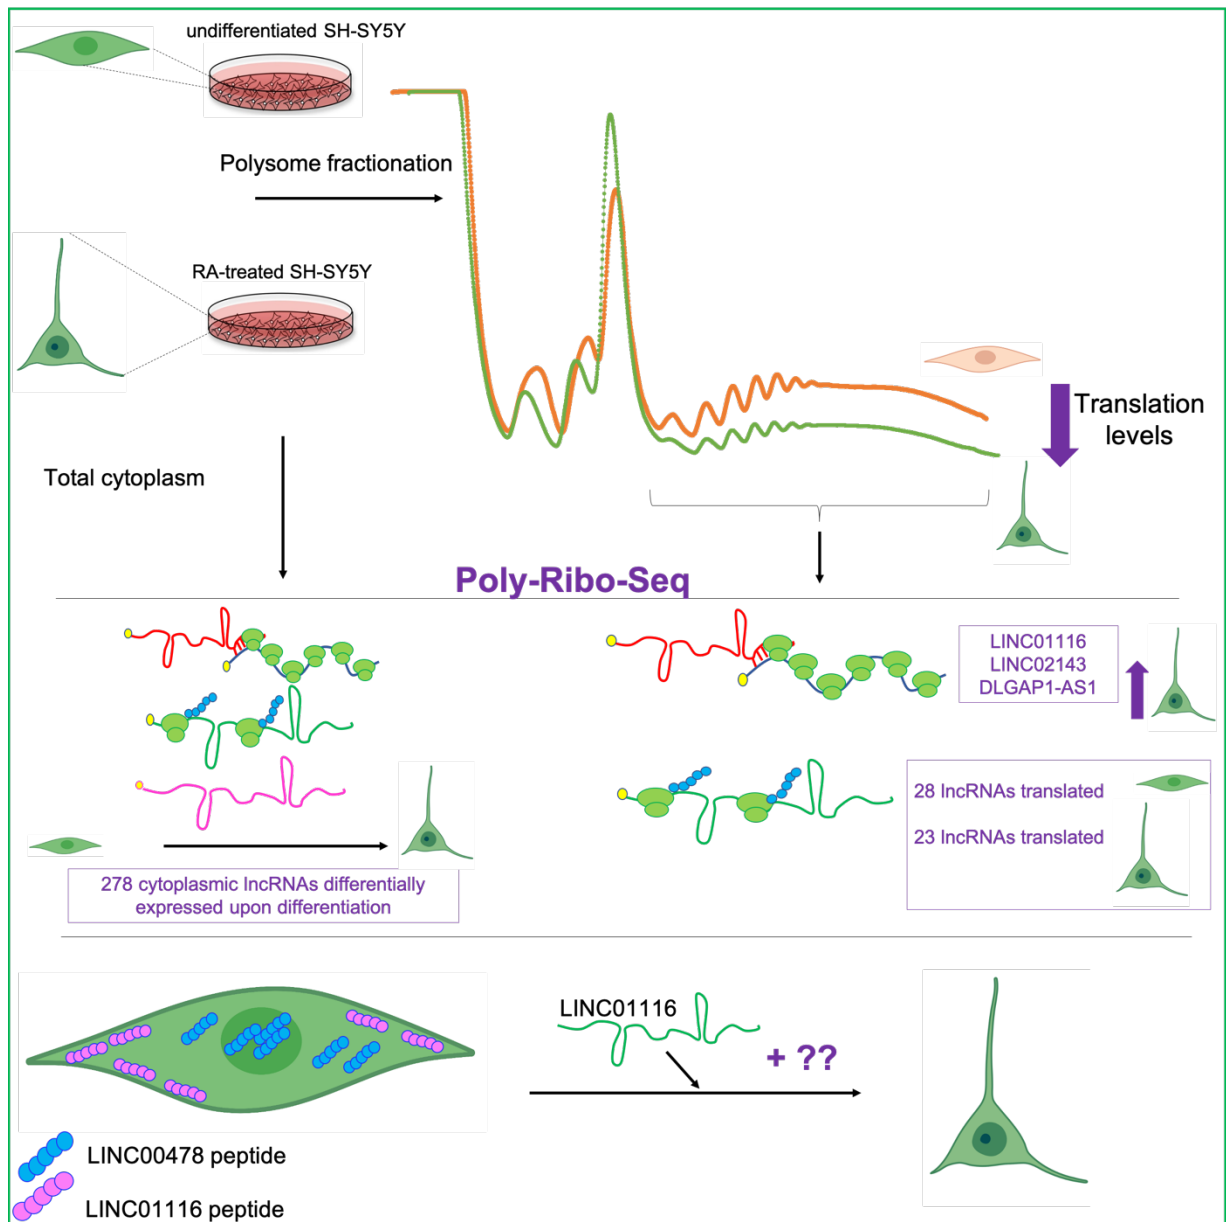 undifferentiated SH-SY5Y
Polysome fractionation
RA-treated SH-SY5Y
Translation
levels
Total cytoplasm
Poly-Ribo-Seq
LINC01116
LINC02143
DLGAP1-AS1
28 lncRNAs translated
23 lncRNAs translated
278 cytoplasmic lncRNAs differentially
expressed upon differentiation
LINC01116
+ ??
LINC00478 peptide
LINC01116 peptide